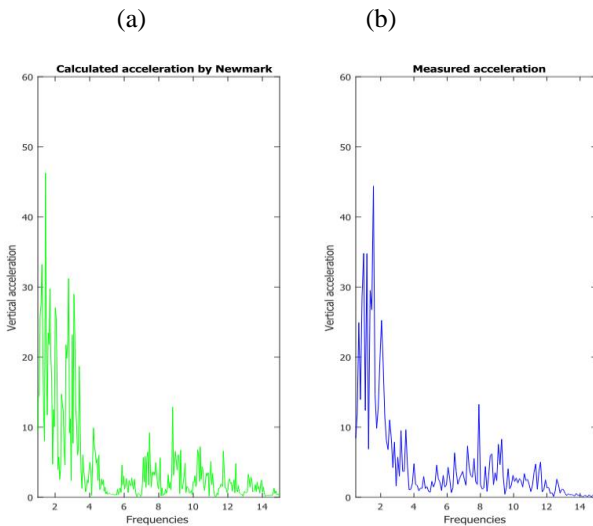 (a) (b)
Calculated acceleration by Newmark
Vertical acceleration
60
50
40
30
20
10
0
2 4 6 8 10 12 14
Frequencies
Measured acceleration
Vertical acceleration
60
50
40
30
20
10
0
2 4 6 8 10 12 14
Frequencies